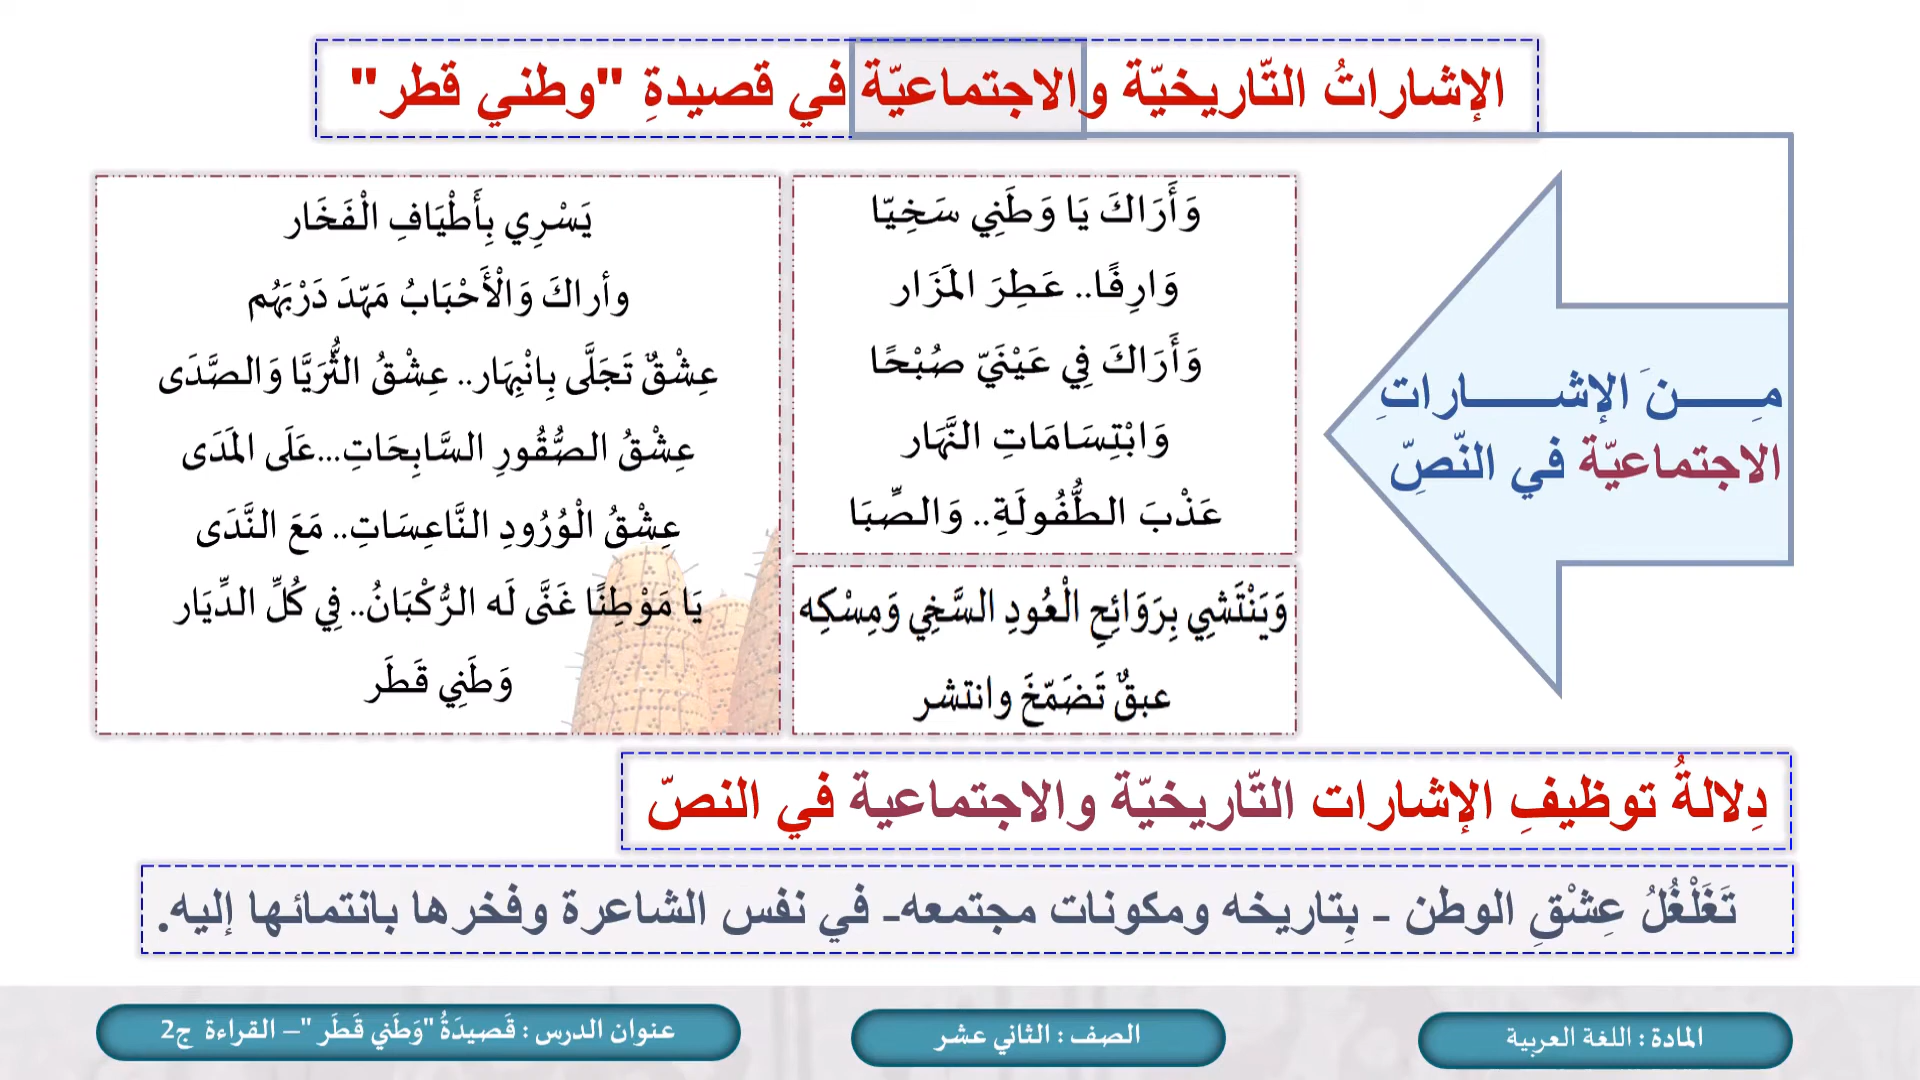 الإشاراتُ التّاريخيّة والاجتماعيّة في قصيدةِ "وطني قطر"
مِـــنَ الإشـــاراتِ
الاجتماعيّة في النّصِّ
وَأَرَاكَ يَا وَطَنِي سَخِيّا
وَارِفًا.. عَطِرَ المَزَار
وَأَرَاكَ فِي عَيْنَيّ صُبْحًا
وَابْتِسَامَاتِ النَّهَار
عَذْبَ الطُّفُولَةِ.. وَالصِّبَا
وَيَنْتَشِي بِرَوَائِحِ الْعُودِ السَّخِي وَمِسْكِه
عبقٌ تَضَمّخَ وانتشر
يَسْرِي بِأَطْيَافِ الْفَخَار
وأراكَ وَالْأَحْبَابُ مَهّدَ دَرْبَهُم
عِشْقٌ تَجَلَّى بِانْبِهَار.. عِشْقُ الثُّرَيَّا وَالصَّدَى
عِشْقُ الصُّقُورِ السَّابِحَاتِ...عَلَى المَدَى
عِشْقُ الْوُرُودِ النَّاعِسَاتِ.. مَعَ النَّدَى
يَا مَوْطِنًا غَنَّى لَه الرُّكْبَانُ.. فِي كُلِّ الدِّيَار
وَطَنِي قَطَر
دِلالةُ توظيفِ الإشارات التّاريخيّة والاجتماعية في النصّ
تَغَلْغُلُ عِشْقِ الوطن - بِتاريخه ومكونات مجتمعه- في نفس الشاعرة وفخرها بانتمائها إليه.
المادة : اللغة العربية
الصف : الثاني عشر
عنوان الدرس : قَصيدَةُ "وَطَني قَطَر "– القراءة ج2